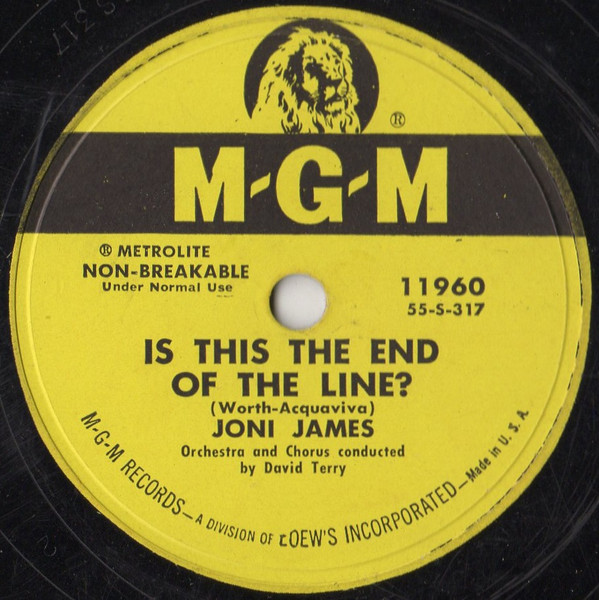 ®
M-G-M
® METROLITE
NON-BREAKABLE
Under Normal Use
11960
55-S-317
IS THIS THE END
OF THE LINE?
(Worth-Acquaviva)
JONI JAMES
Orchestra and Chorus conducted
by David Terry
M-G-M RECORDS—A DIVISION OF LOEW'S INCORPORATED—Made in U. S. A.